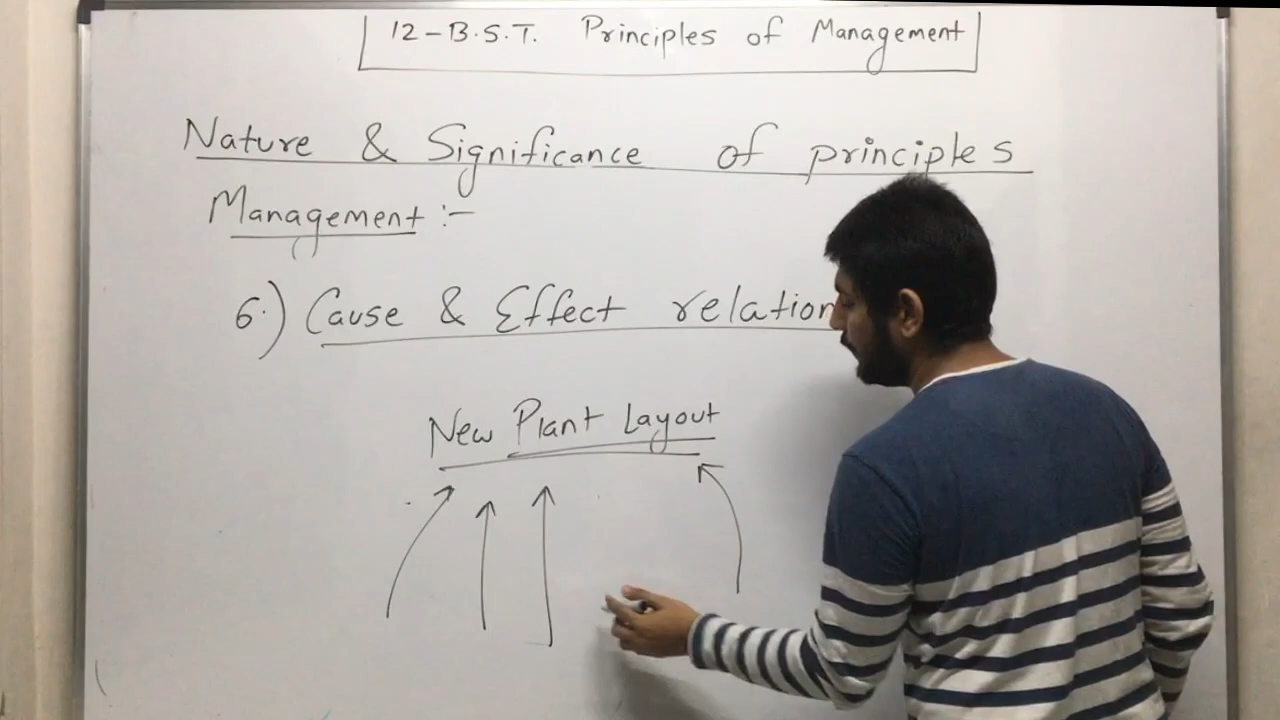 12-B.S.T. Principles of Management
Nature & Significance of principles
Management :-
6.) Cause & Effect relation
New Plant Layout